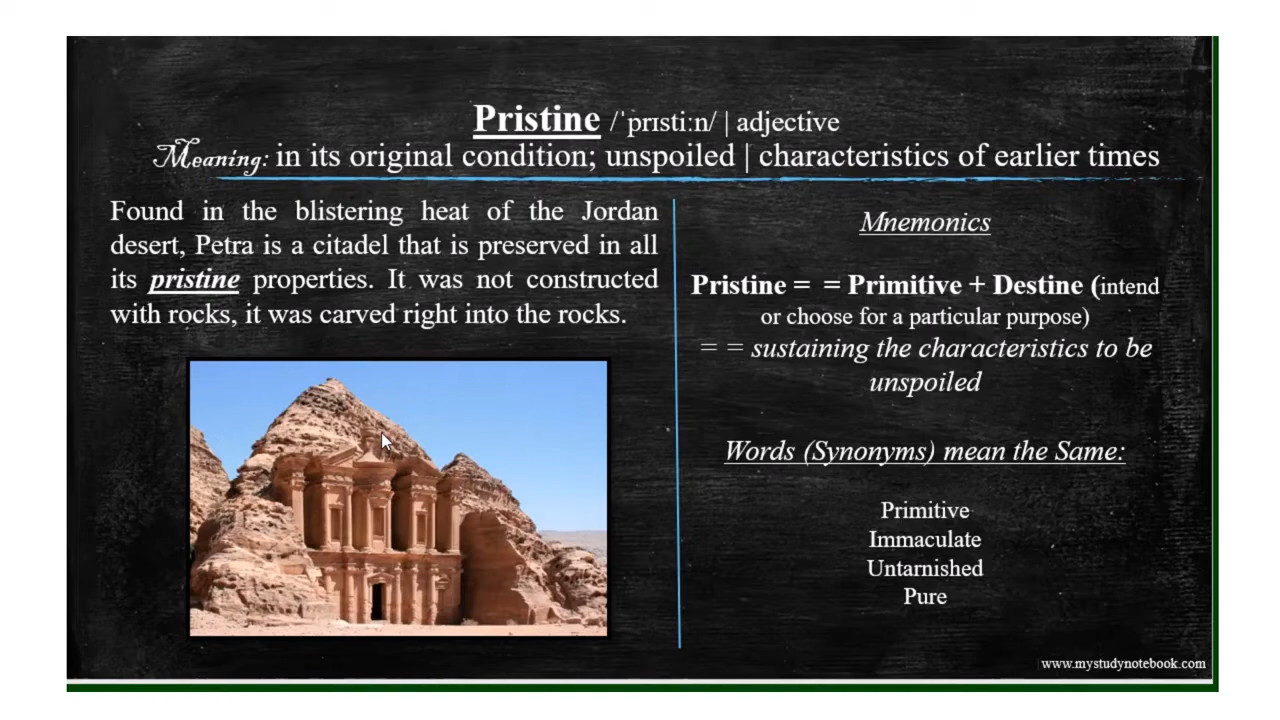 Pristine /ˈprɪstiːn/ | adjective
Meaning: in its original condition; unspoiled | characteristics of earlier times
Found in the blistering heat of the Jordan
desert, Petra is a citadel that is preserved in all
its pristine properties. It was not constructed
with rocks, it was carved right into the rocks.
Mnemonics
Pristine = = Primitive + Destine (intend
or choose for a particular purpose)
= = sustaining the characteristics to be
unspoiled
Words (Synonyms) mean the Same:
Primitive
Immaculate
Untarnished
Pure
www.mystudynotebook.com